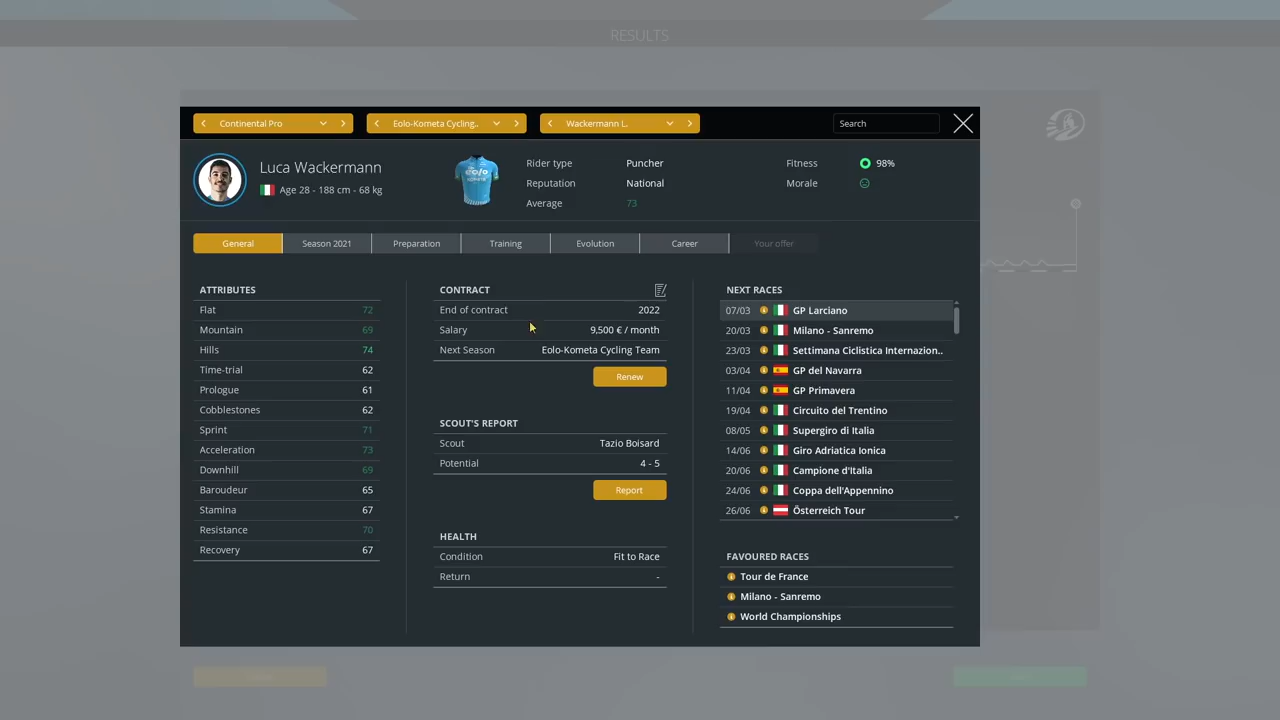 RESULTS
Continental Pro
Eolo-Kometa Cycling..
Wackermann L.
Search
Luca Wackermann
Age 28 - 188 cm - 68 kg
eolo
Rider type Puncher
Reputation National
Average 73
Fitness 98%
Morale
General
Season 2021
Preparation
Training
Evolution
Career
Your offer
ATTRIBUTES
Flat 72
Mountain 69
Hills 74
Time-trial 62
Prologue 61
Cobblestones 62
Sprint 71
Acceleration 73
Downhill 69
Baroudeur 65
Stamina 67
Resistance 70
Recovery 67
CONTRACT
End of contract 2022
Salary 9,500 € / month
Next Season Eolo-Kometa Cycling Team
Renew
SCOUT'S REPORT
Scout Tazio Boisard
Potential 4 - 5
Report
HEALTH
Condition Fit to Race
Return -
NEXT RACES
07/03 GP Larciano
20/03 Milano - Sanremo
23/03 Settimana Ciclistica Internazion..
03/04 GP del Navarra
11/04 GP Primavera
19/04 Circuito del Trentino
08/05 Supergiro di Italia
14/06 Giro Adriatica Ionica
20/06 Campione d'Italia
24/06 Coppa dell'Appennino
26/06 Österreich Tour
FAVOURED RACES
Tour de France
Milano - Sanremo
World Championships